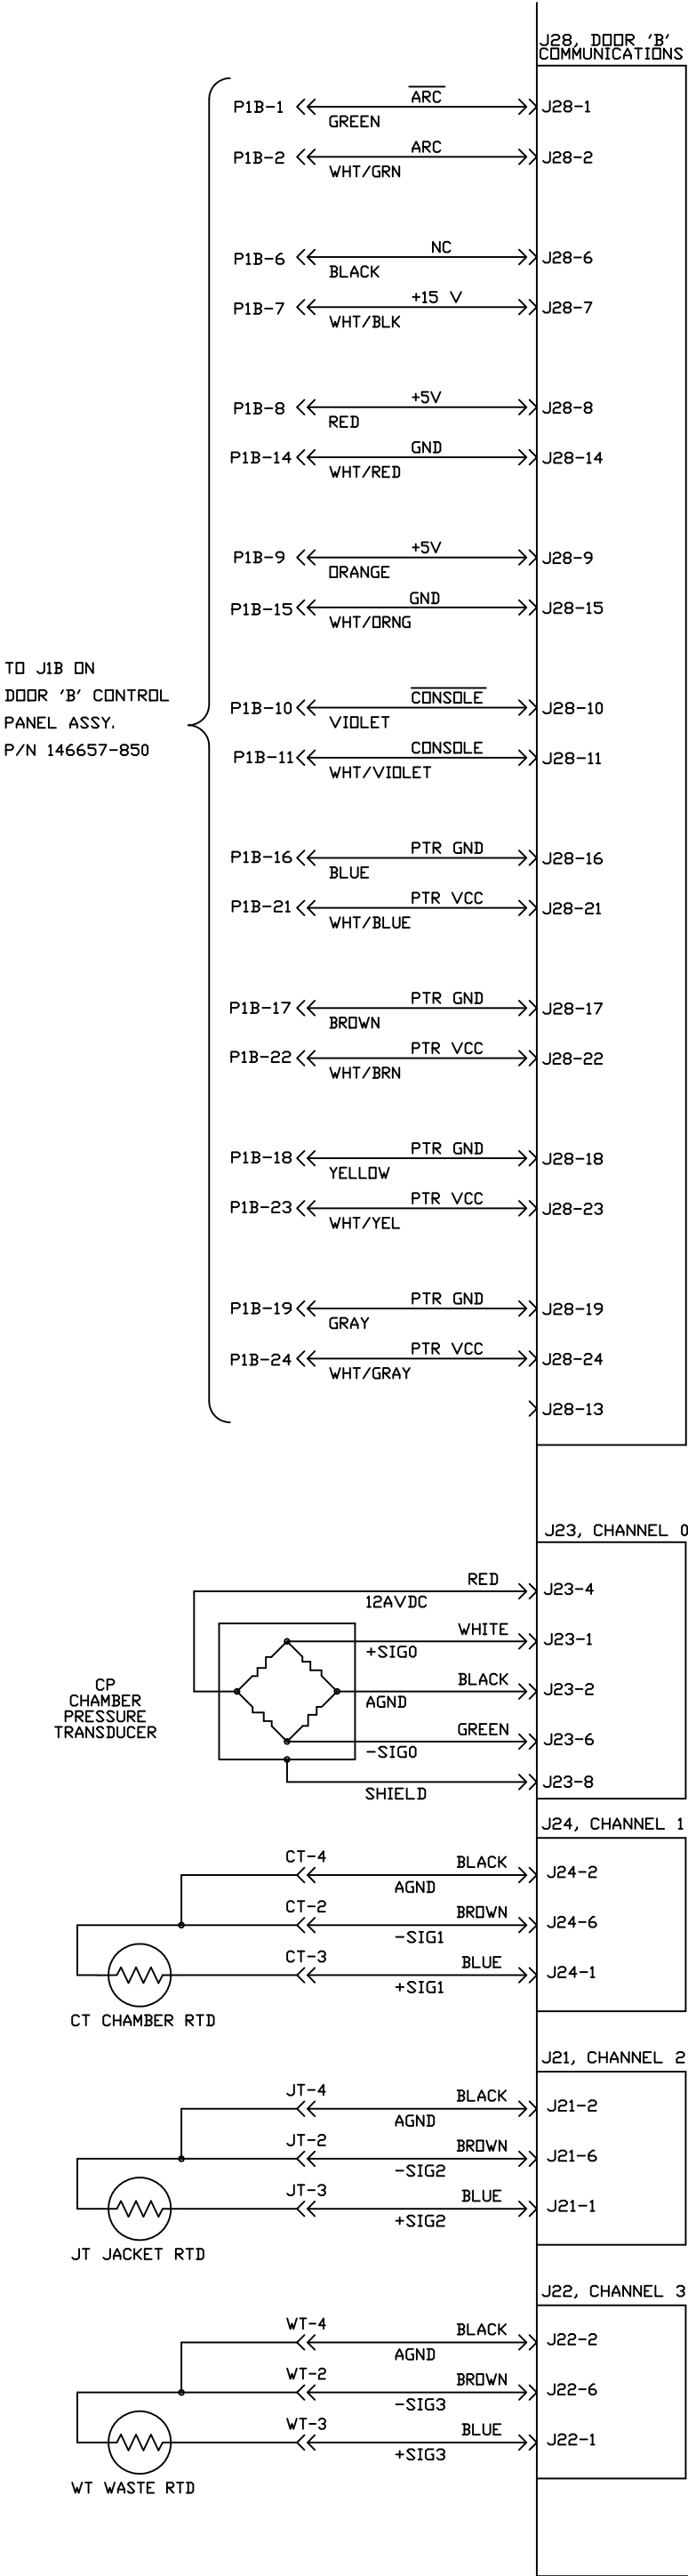 J28, DOOR 'B'
COMMUNICATIONS
P1B-1 ARC J28-1
GREEN
P1B-2 ARC J28-2
WHT/GRN
P1B-6 NC J28-6
BLACK
P1B-7 +15 V J28-7
WHT/BLK
P1B-8 +5V J28-8
RED
P1B-14 GND J28-14
WHT/RED
P1B-9 +5V J28-9
ORANGE
P1B-15 GND J28-15
WHT/ORNG
TO J1B ON
DOOR 'B' CONTROL
PANEL ASSY.
P/N 146657-850
P1B-10 CONSOLE J28-10
VIOLET
P1B-11 CONSOLE J28-11
WHT/VIOLET
P1B-16 PTR GND J28-16
BLUE
P1B-21 PTR VCC J28-21
WHT/BLUE
P1B-17 PTR GND J28-17
BROWN
P1B-22 PTR VCC J28-22
WHT/BRN
P1B-18 PTR GND J28-18
YELLOW
P1B-23 PTR VCC J28-23
WHT/YEL
P1B-19 PTR GND J28-19
GRAY
P1B-24 PTR VCC J28-24
WHT/GRAY
J28-13
J23, CHANNEL 0
RED J23-4
12AVDC
WHITE J23-1
+SIG0
BLACK J23-2
AGND
GREEN J23-6
-SIG0
J23-8
SHIELD
CP
CHAMBER
PRESSURE
TRANSDUCER
J24, CHANNEL 1
CT-4 BLACK J24-2
AGND
CT-2 BROWN J24-6
-SIG1
CT-3 BLUE J24-1
+SIG1
CT CHAMBER RTD
J21, CHANNEL 2
JT-4 BLACK J21-2
AGND
JT-2 BROWN J21-6
-SIG2
JT-3 BLUE J21-1
+SIG2
JT JACKET RTD
J22, CHANNEL 3
WT-4 BLACK J22-2
AGND
WT-2 BROWN J22-6
-SIG3
WT-3 BLUE J22-1
+SIG3
WT WASTE RTD